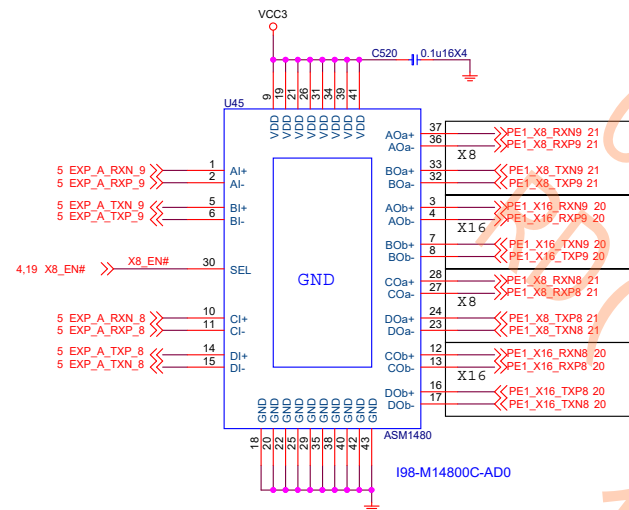 VCC3
C520 0.1u16X4
U45
9 19 21 26 31 34 39 41
VDD VDD VDD VDD VDD VDD VDD VDD
5 EXP_A_RXN_9 1 AI+
5 EXP_A_RXP_9 2 AI-
5 EXP_A_TXN_9 5 BI+
5 EXP_A_TXP_9 6 BI-
4,19 X8_EN# X8_EN# 30 SEL
5 EXP_A_RXN_8 10 CI+
5 EXP_A_RXP_8 11 CI-
5 EXP_A_TXP_8 14 DI+
5 EXP_A_TXN_8 15 DI-
GND
AOa+ 37 PE1_X8_RXN9 21
AOa- 36 PE1_X8_RXP9 21
X8
BOa+ 33 PE1_X8_TXN9 21
BOa- 32 PE1_X8_TXP9 21
AOb+ 3 PE1_X16_RXN9 20
AOb- 4 PE1_X16_RXP9 20
X16
BOb+ 7 PE1_X16_TXN9 20
BOb- 8 PE1_X16_TXP9 20
COa+ 28 PE1_X8_RXN8 21
COa- 27 PE1_X8_RXP8 21
X8
DOa+ 24 PE1_X8_TXP8 21
DOa- 23 PE1_X8_TXN8 21
COb+ 12 PE1_X16_RXN8 20
COb- 13 PE1_X16_RXP8 20
X16
DOb+ 16 PE1_X16_TXP8 20
DOb- 17 PE1_X16_TXN8 20
GND GND GND GND GND GND GND GND GND GND
18 20 22 25 29 35 38 40 42 43
ASM1480
I98-M14800C-AD0